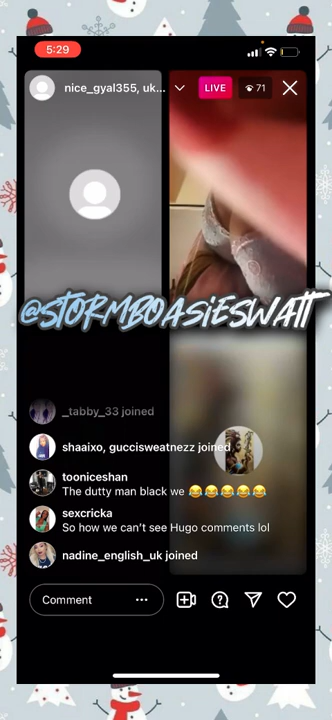 5:29
nice_gyal355, uk...
LIVE
71
@STORMBOASIESWATT
_tabby_33 joined
shaaixo, guccisweatnezz joined
tooniceshan
The dutty man black we 😂😂😂😂😂
sexcricka
So how we can't see Hugo comments lol
nadine_english_uk joined
Comment